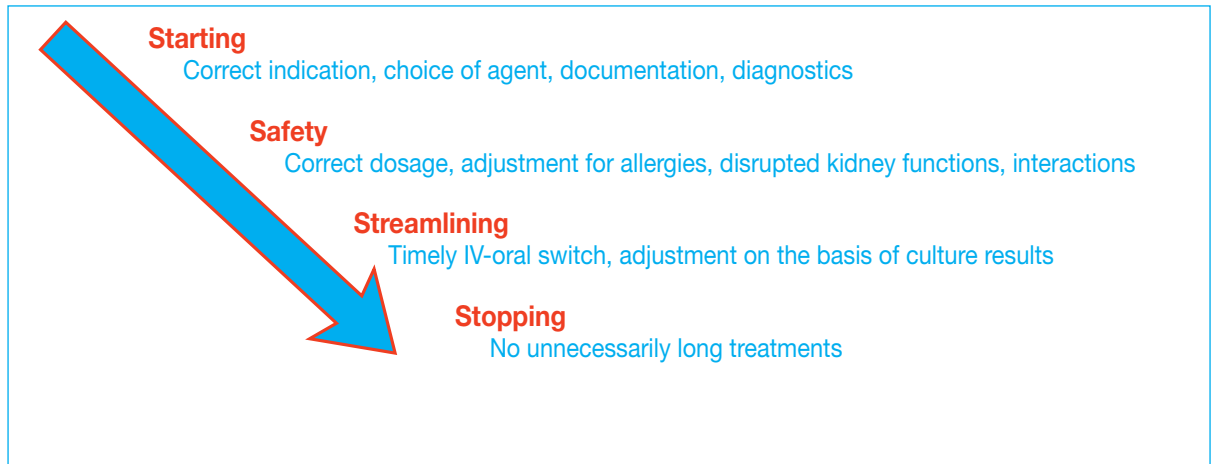 Starting
Correct indication, choice of agent, documentation, diagnostics
Safety
Correct dosage, adjustment for allergies, disrupted kidney functions, interactions
Streamlining
Timely IV-oral switch, adjustment on the basis of culture results
Stopping
No unnecessarily long treatments